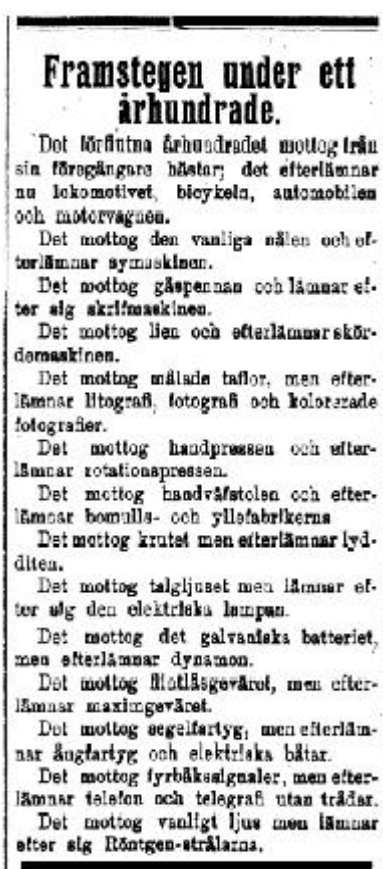 Framstegen under ett
århundrade.
Det förflutna århundradet mottog från
sin föregångare hästar; det efterlämnar
nu lokomotivet, bicykeln, automobilen
och motorvagnen.
Det mottog den vanliga nålen och ef-
terlämnar symaskinen.
Det mottog gåspennan och lämnar ef-
ter sig skrifmaskinen.
Det mottog lien och efterlämnar skör-
demaskinen.
Det mottog målade taflor, men efter-
lämnar litografi, fotografi och kolorerade
fotografier.
Det mottog handpressen och efter-
lämnar rotationspressen.
Det mottog handväfstolen och efter-
lämnar bomulls- och yllefabrikerna
Det mottog krutet men efterlämnar lyd-
diten.
Det mottog talgljuset men lämnar ef-
ter sig den elektriska lampan.
Det mottog det galvaniska batteriet,
men efterlämnar dynamon.
Det mottog flintlåsgeväret, men efter-
lämnar maximgeväret.
Det mottog segelfartyg, men efterläm-
nar ångfartyg och elektriska båtar.
Det mottog fyrbåkssignaler, men efter-
lämnar telefon och telegrafi utan trådar.
Det mottog vanligt ljus men lämnar
efter sig Röntgen-strålarna.